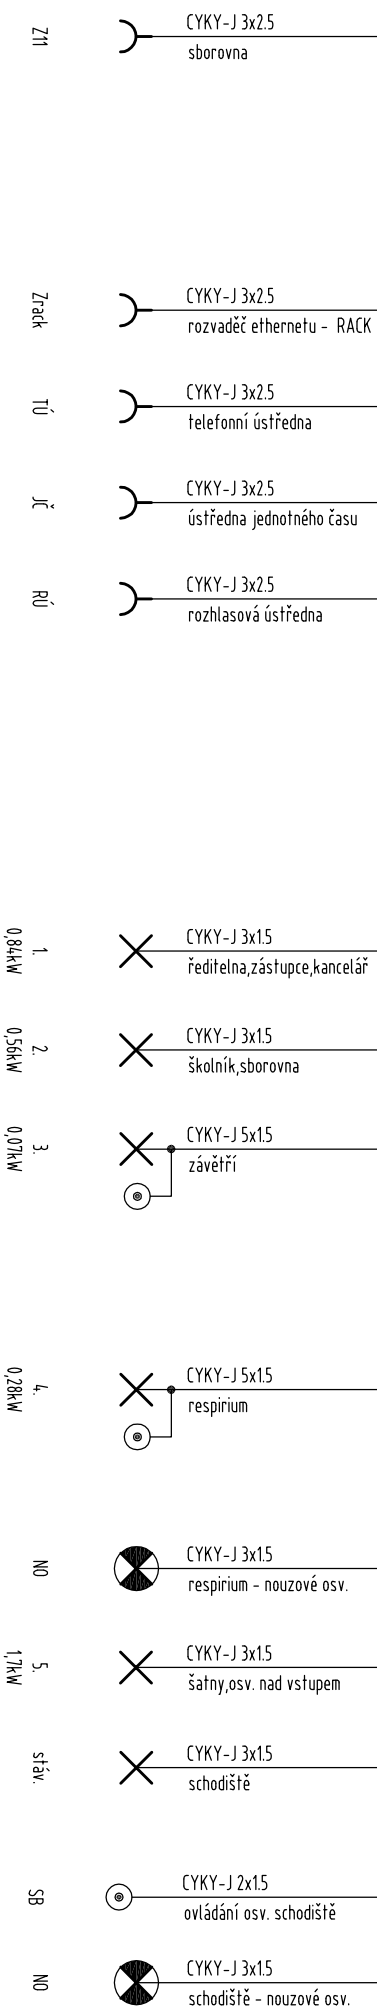 Z11
CYKY-J 3x2.5
sborovna
Zrack
CYKY-J 3x2.5
rozvaděč ethernetu - RACK
TÚ
CYKY-J 3x2.5
telefonní ústředna
JČ
CYKY-J 3x2.5
ústředna jednotného času
RÚ
CYKY-J 3x2.5
rozhlasová ústředna
1.
0,84kW
CYKY-J 3x1.5
ředitelna,zástupce,kancelář
2.
0,56kW
CYKY-J 3x1.5
školník,sborovna
3.
0,07kW
CYKY-J 5x1.5
závětří
4.
0,28kW
CYKY-J 5x1.5
respirium
NO
CYKY-J 3x1.5
respirium - nouzové osv.
5.
1,7kW
CYKY-J 3x1.5
šatny,osv. nad vstupem
stáv.
CYKY-J 3x1.5
schodiště
SB
CYKY-J 2x1.5
ovládání osv. schodiště
NO
CYKY-J 3x1.5
schodiště - nouzové osv.